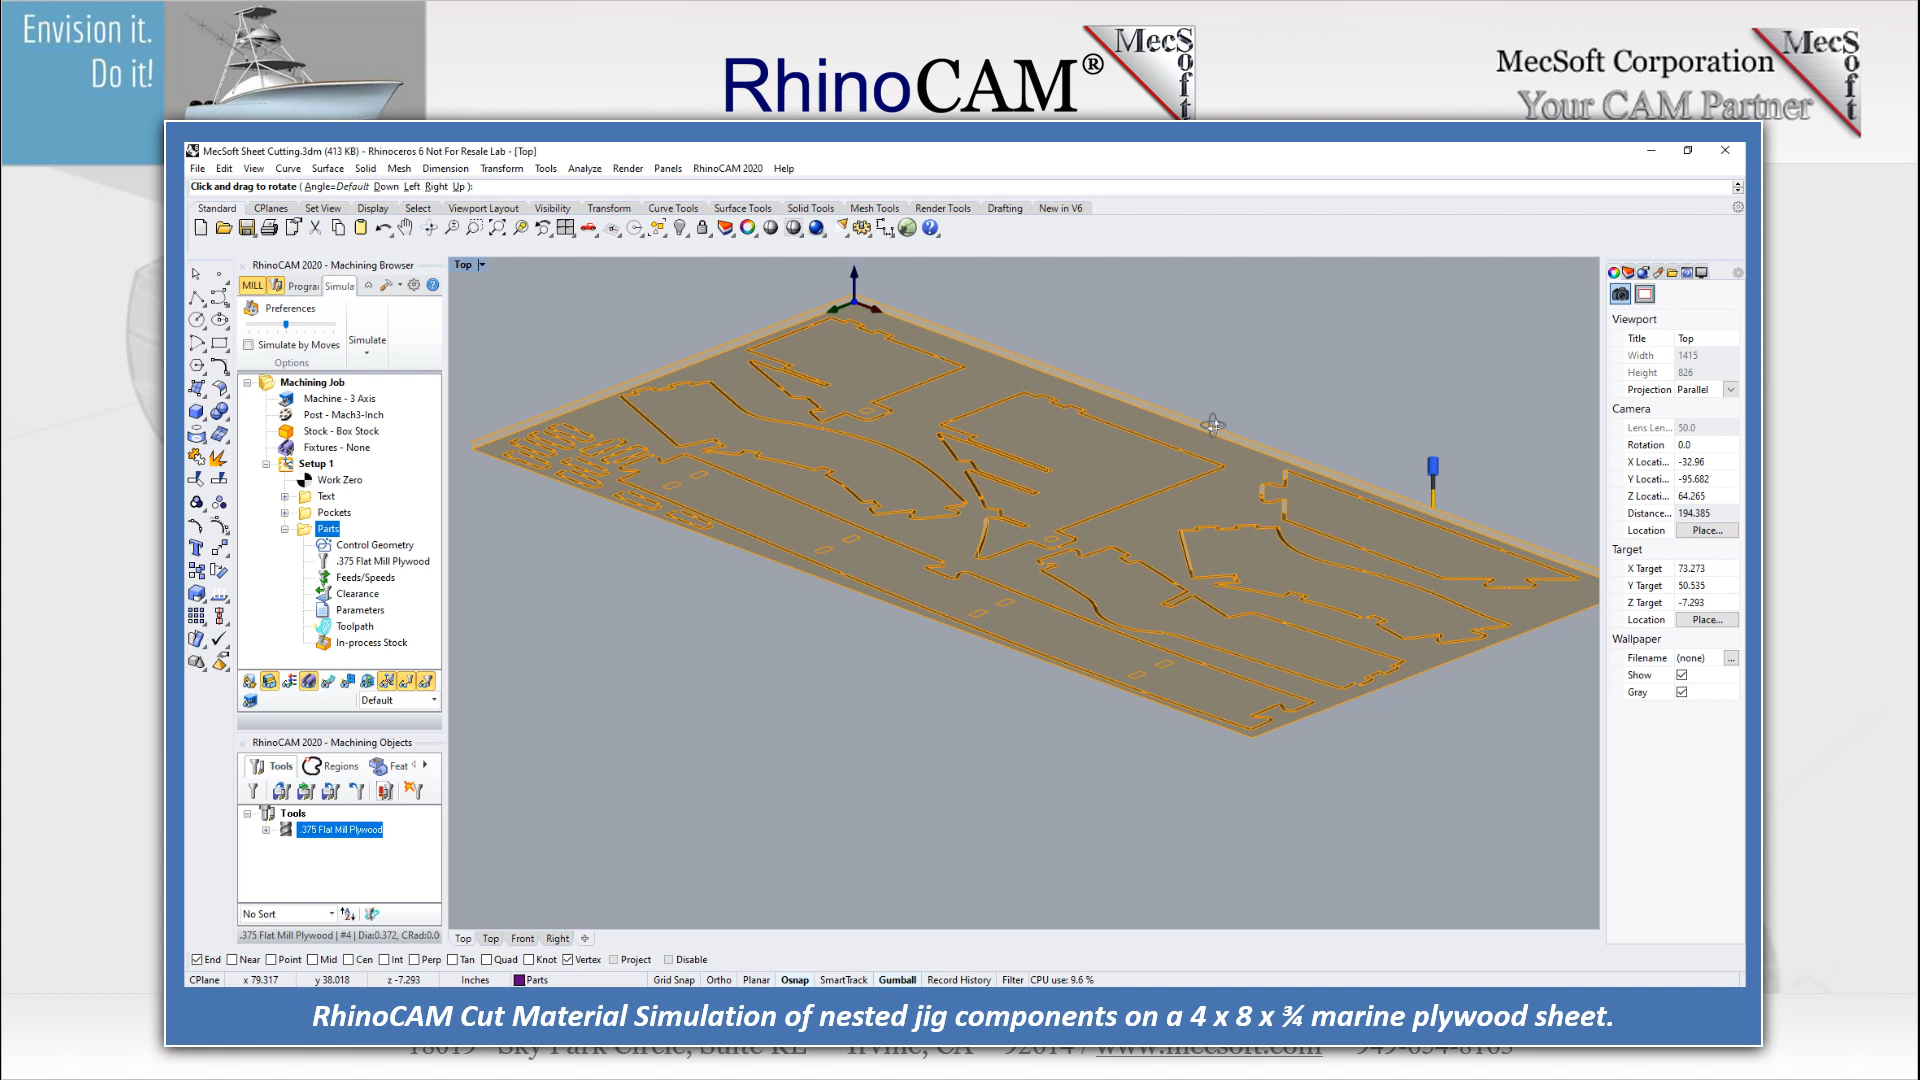 Envision it.
Do it!
RhinoCAM®
MecSoft
MecSoft Corporation
Your CAM Partner
MecSoft
MecSoft Sheet Cutting.3dm (413 KB) - Rhinoceros 6 Not For Resale Lab - [Top]
File Edit View Curve Surface Solid Mesh Dimension Transform Tools Analyze Render Panels RhinoCAM 2020 Help
Click and drag to rotate ( Angle=Default Down Left Right Up ):
Standard CPlanes Set View Display Select Viewport Layout Visibility Transform Curve Tools Surface Tools Solid Tools Mesh Tools Render Tools Drafting New in V6
RhinoCAM 2020 - Machining Browser
MILL Progra Simula
Preferences
Simulate by Moves
Simulate
Options
Machining Job
Machine - 3 Axis
Post - Mach3-Inch
Stock - Box Stock
Fixtures - None
Setup 1
Work Zero
Text
Pockets
Parts
Control Geometry
.375 Flat Mill Plywood
Feeds/Speeds
Clearance
Parameters
Toolpath
In-process Stock
Default
RhinoCAM 2020 - Machining Objects
Tools Regions Feat
Tools
.375 Flat Mill Plywood
No Sort
.375 Flat Mill Plywood | #4 | Dia:0.372, CRad:0.0
Top
Top Top Front Right
Viewport
Title Top
Width 1415
Height 826
Projection Parallel
Camera
Lens Len... 50.0
Rotation 0.0
X Locati... -32.96
Y Locati... -95.682
Z Locati... 64.265
Distance... 194.385
Location Place...
Target
X Target 73.273
Y Target 50.535
Z Target -7.293
Location Place...
Wallpaper
Filename (none) ...
Show
Gray
End Near Point Mid Cen Int Perp Tan Quad Knot Vertex Project Disable
CPlane x 79.317 y 38.018 z -7.293 Inches Parts Grid Snap Ortho Planar Osnap SmartTrack Gumball Record History Filter CPU use: 9.6 %
RhinoCAM Cut Material Simulation of nested jig components on a 4 x 8 x ¾ marine plywood sheet.